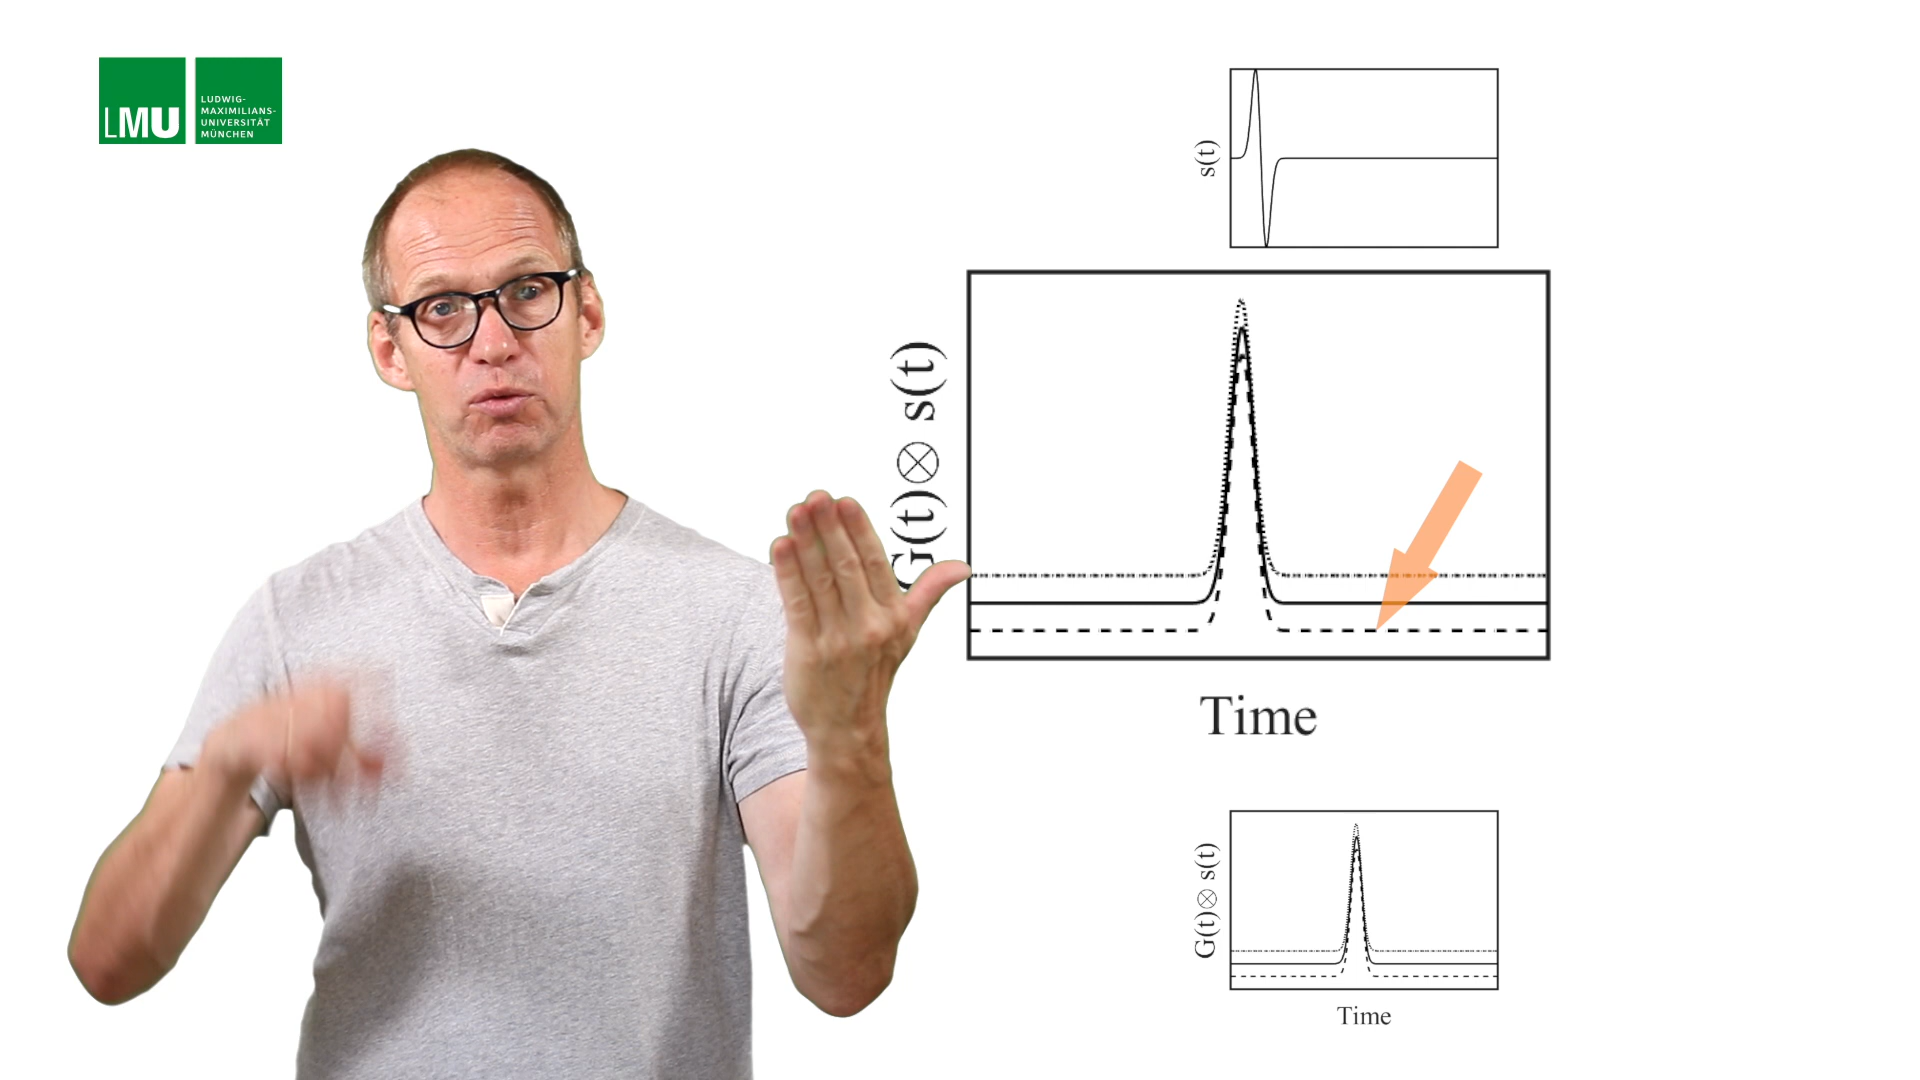 LMU
LUDWIG-
MAXIMILIANS-
UNIVERSITÄT
MÜNCHEN
s(t)
G(t)⊗ s(t)
Time
G(t)⊗ s(t)
Time